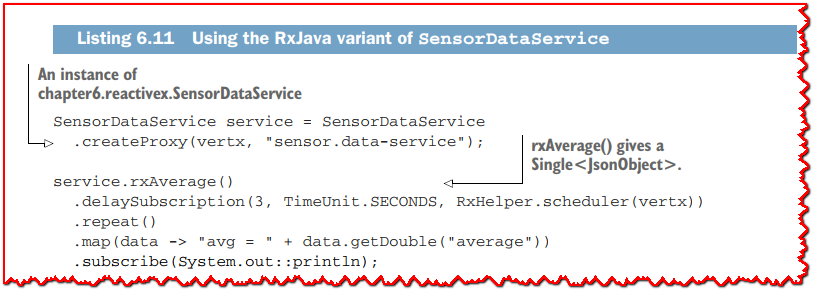 Listing 6.11 Using the RxJava variant of SensorDataService
An instance of
chapter6.reactivex.SensorDataService
SensorDataService service = SensorDataService
.createProxy(vertx, "sensor.data-service");
rxAverage() gives a
Single<JsonObject>.
service.rxAverage()
.delaySubscription(3, TimeUnit.SECONDS, RxHelper.scheduler(vertx))
.repeat()
.map(data -> "avg = " + data.getDouble("average"))
.subscribe(System.out::println);